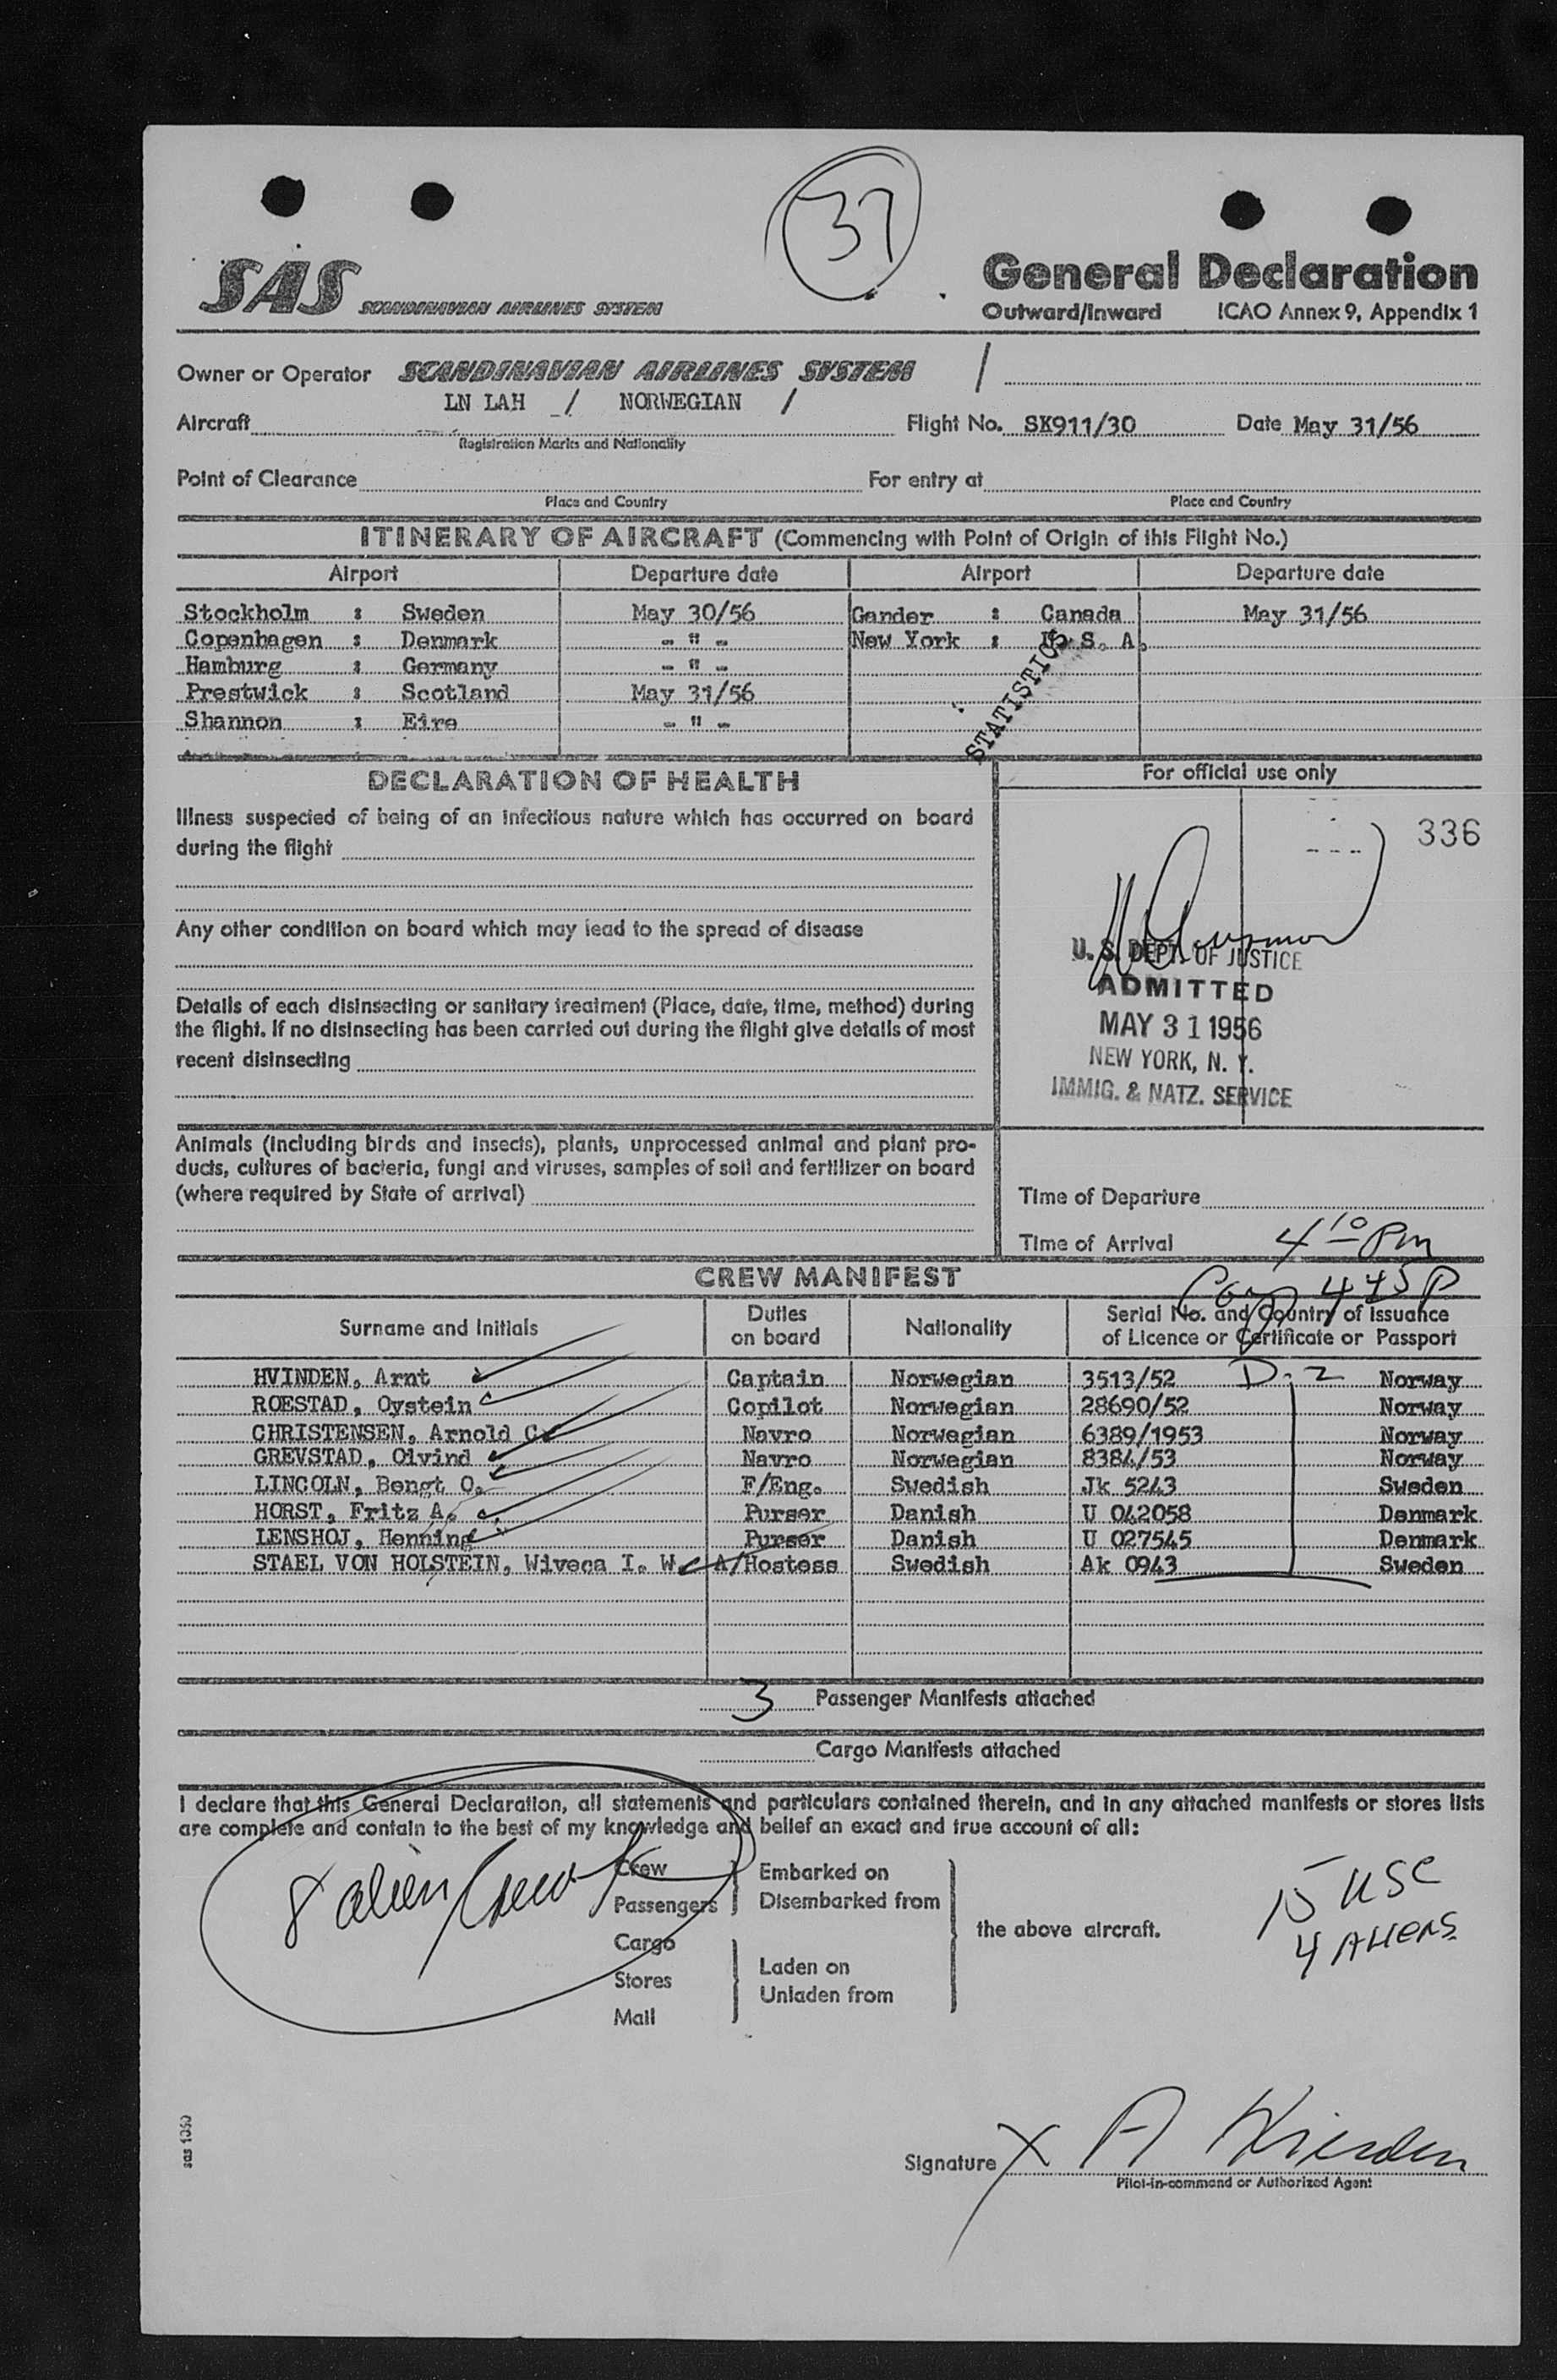 37
SAS SCANDINAVIAN AIRLINES SYSTEM
General Declaration
Outward/Inward ICAO Annex 9, Appendix 1
Owner or Operator SCANDINAVIAN AIRLINES SYSTEM /
LN LAH / NORWEGIAN /
Aircraft Flight No. SK911/30 Date May 31/56
Registration Marks and Nationality
Point of Clearance For entry at
Place and Country Place and Country
ITINERARY OF AIRCRAFT (Commencing with Point of Origin of this Flight No.)
Airport Departure date Airport Departure date
Stockholm : Sweden May 30/56 Gander : Canada May 31/56
Copenhagen : Denmark - " - New York : U. S. A.
Hamburg : Germany - " -
Prestwick : Scotland May 31/56
Shannon : Eire - " -
STATISTICS
DECLARATION OF HEALTH
For official use only
Illness suspected of being of an infectious nature which has occurred on board
during the flight
336
Any other condition on board which may lead to the spread of disease
U. S. DEPT. OF JUSTICE
ADMITTED
MAY 31 1956
NEW YORK, N. Y.
IMMIG. & NATZ. SERVICE
Details of each disinsecting or sanitary treatment (Place, date, time, method) during
the flight. If no disinsecting has been carried out during the flight give details of most
recent disinsecting
Animals (including birds and insects), plants, unprocessed animal and plant pro-
ducts, cultures of bacteria, fungi and viruses, samples of soil and fertilizer on board
(where required by State of arrival)
Time of Departure
Time of Arrival 4 10 Pm
CREW MANIFEST
445P
Surname and Initials Duties on board Nationality Serial No. and Country of Issuance
of Licence or Certificate or Passport
HVINDEN, Arnt Captain Norwegian 3513/52 D-2 Norway
ROESTAD, Oystein Copilot Norwegian 28690/52 Norway
CHRISTENSEN, Arnold C. Navro Norwegian 6389/1953 Norway
GREVSTAD, Oivind Navro Norwegian 8384/53 Norway
LINCOLN, Bengt O. F/Eng. Swedish Jk 5243 Sweden
HORST, Fritz A. Purser Danish U 042058 Denmark
LENSHOJ, Henning Purser Danish U 027545 Denmark
STAEL VON HOLSTEIN, Wiveca I. W. A/Hostess Swedish Ak 0943 Sweden
3 Passenger Manifests attached
Cargo Manifests attached
I declare that this General Declaration, all statements and particulars contained therein, and in any attached manifests or stores lists
are complete and contain to the best of my knowledge and belief an exact and true account of all:
8 alien Crew
Crew
Passengers
Embarked on
Disembarked from
Cargo
Stores
Mail
Laden on
Unladen from
the above aircraft.
15 USC
4 ALIENS
sas 1030
Signature X A Hvinden
Pilot-in-command or Authorized Agent